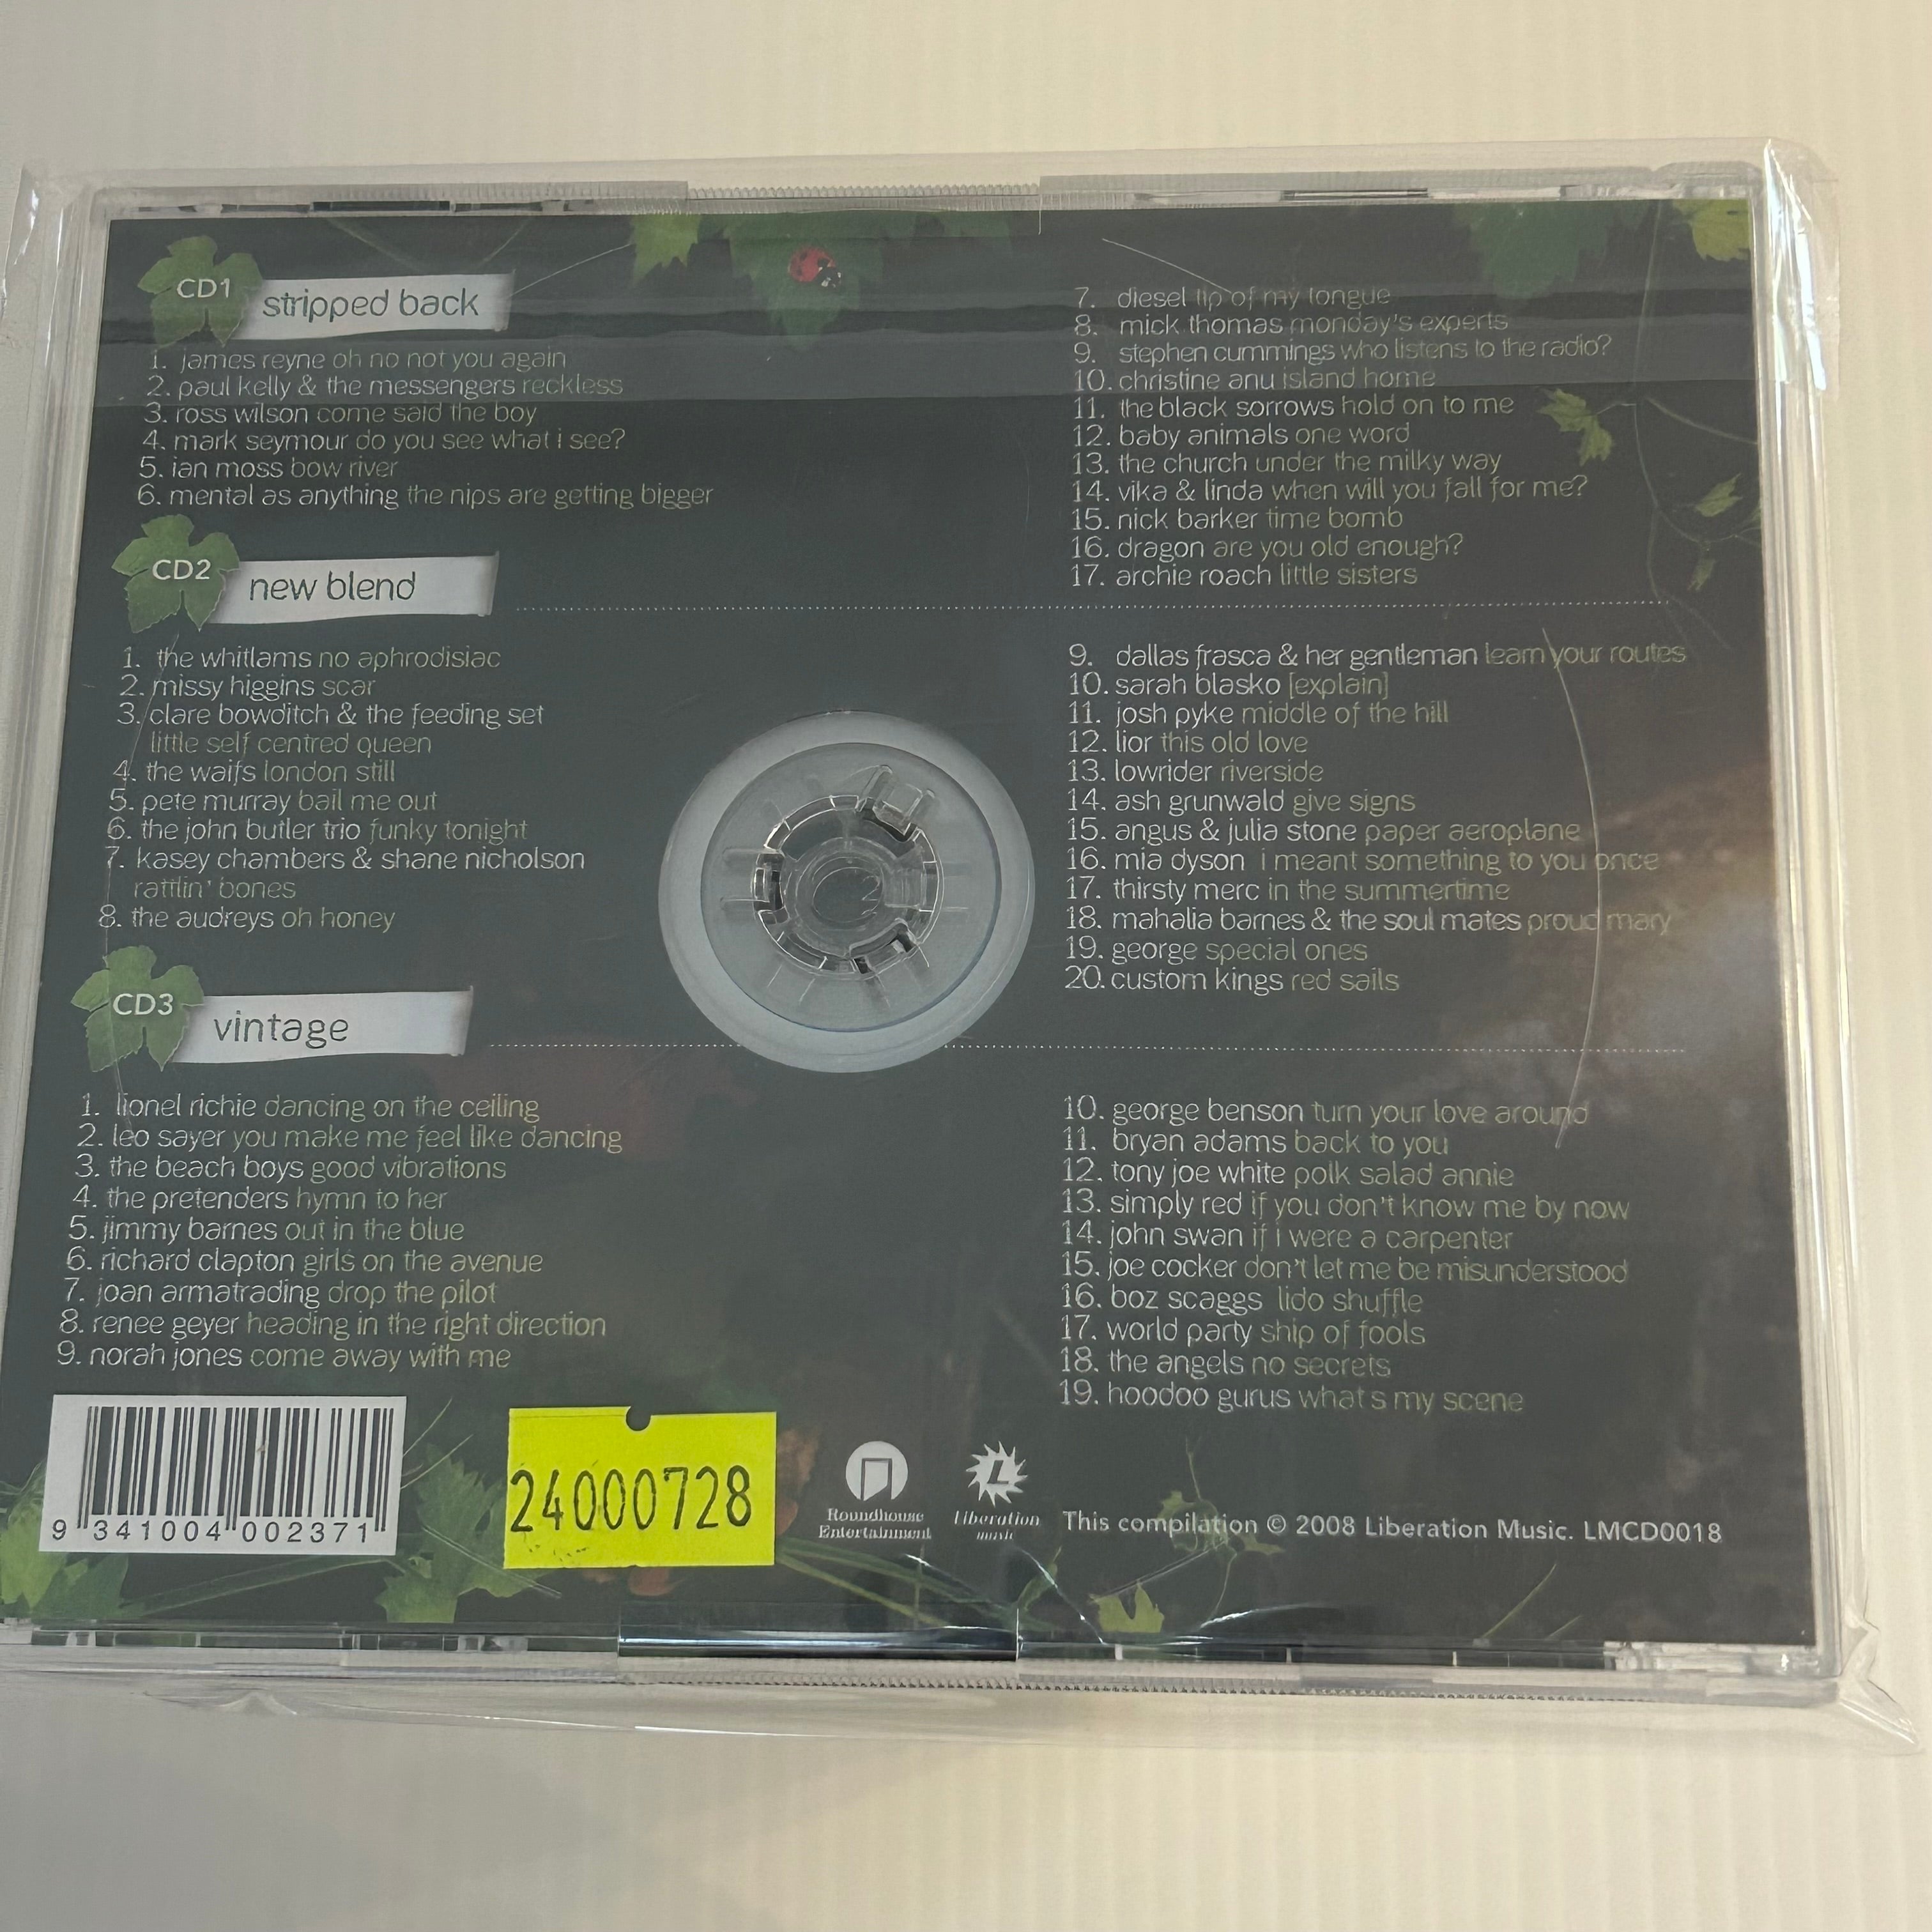 CD1 stripped back
1. james reyne oh no not you again
2. paul kelly & the messengers reckless
3. ross wilson come said the boy
4. mark seymour do you see what i see?
5. ian moss bow river
6. mental as anything the nips are getting bigger
7. diesel tip of my tongue
8. mick thomas monday's experts
9. stephen cummings who listens to the radio?
10. christine anu island home
11. the black sorrows hold on to me
12. baby animals one word
13. the church under the milky way
14. vika & linda when will you fall for me?
15. nick barker time bomb
16. dragon are you old enough?
17. archie roach little sisters
CD2 new blend
1. the whitlams no aphrodisiac
2. missy higgins scar
3. clare bowditch & the feeding set
little self centred queen
4. the waifs london still
5. pete murray bail me out
6. the john butler trio funky tonight
7. kasey chambers & shane nicholson
rattlin' bones
8. the audreys oh honey
9. dallas frasca & her gentleman learn your routes
10. sarah blasko [explain]
11. josh pyke middle of the hill
12. lior this old love
13. lowrider riverside
14. ash grunwald give signs
15. angus & julia stone paper aeroplane
16. mia dyson i meant something to you once
17. thirsty merc in the summertime
18. mahalia barnes & the soul mates proud mary
19. george special ones
20. custom kings red sails
CD3 vintage
1. lionel richie dancing on the ceiling
2. leo sayer you make me feel like dancing
3. the beach boys good vibrations
4. the pretenders hymn to her
5. jimmy barnes out in the blue
6. richard clapton girls on the avenue
7. joan armatrading drop the pilot
8. renee geyer heading in the right direction
9. norah jones come away with me
10. george benson turn your love around
11. bryan adams back to you
12. tony joe white polk salad annie
13. simply red if you don't know me by now
14. john swan if i were a carpenter
15. joe cocker don't let me be misunderstood
16. boz scaggs lido shuffle
17. world party ship of fools
18. the angels no secrets
19. hoodoo gurus what's my scene
9 341004 002371
24000728
Roundhouse
Entertainment
L
Liberation
music
This compilation © 2008 Liberation Music. LMCD0018